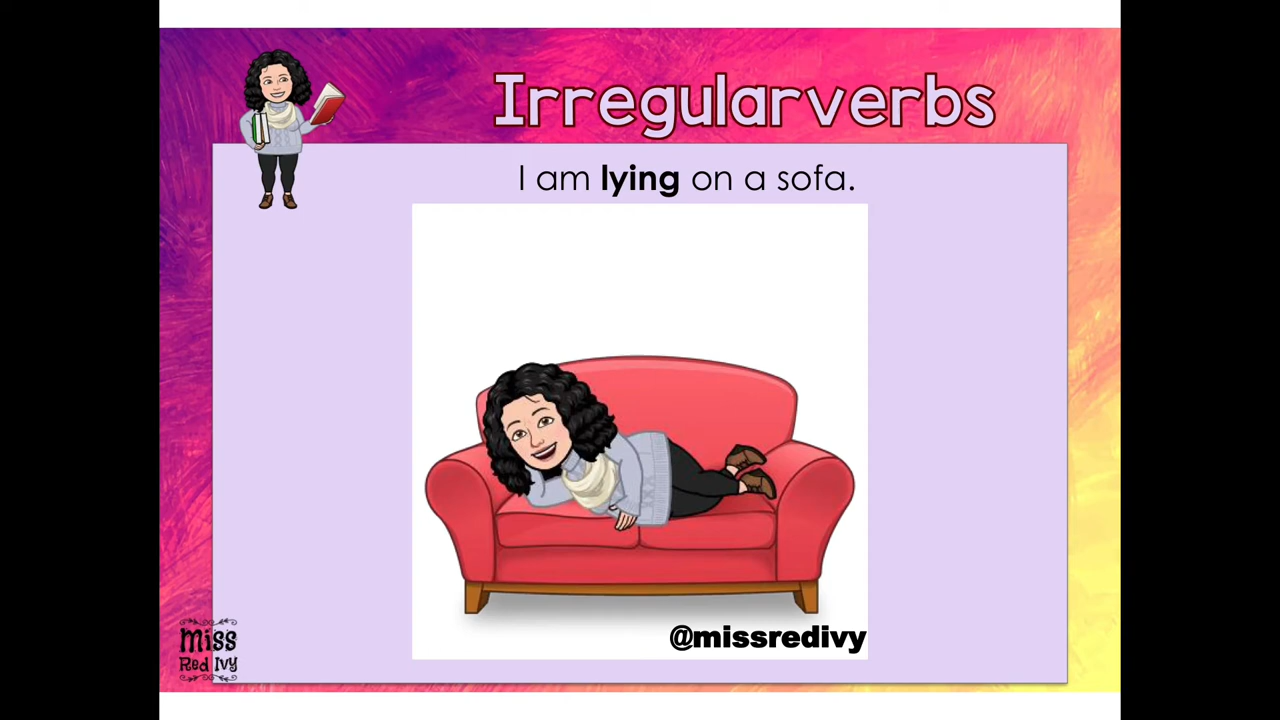 Irregularverbs
I am lying on a sofa.
@missredivy
Miss
Red Ivy